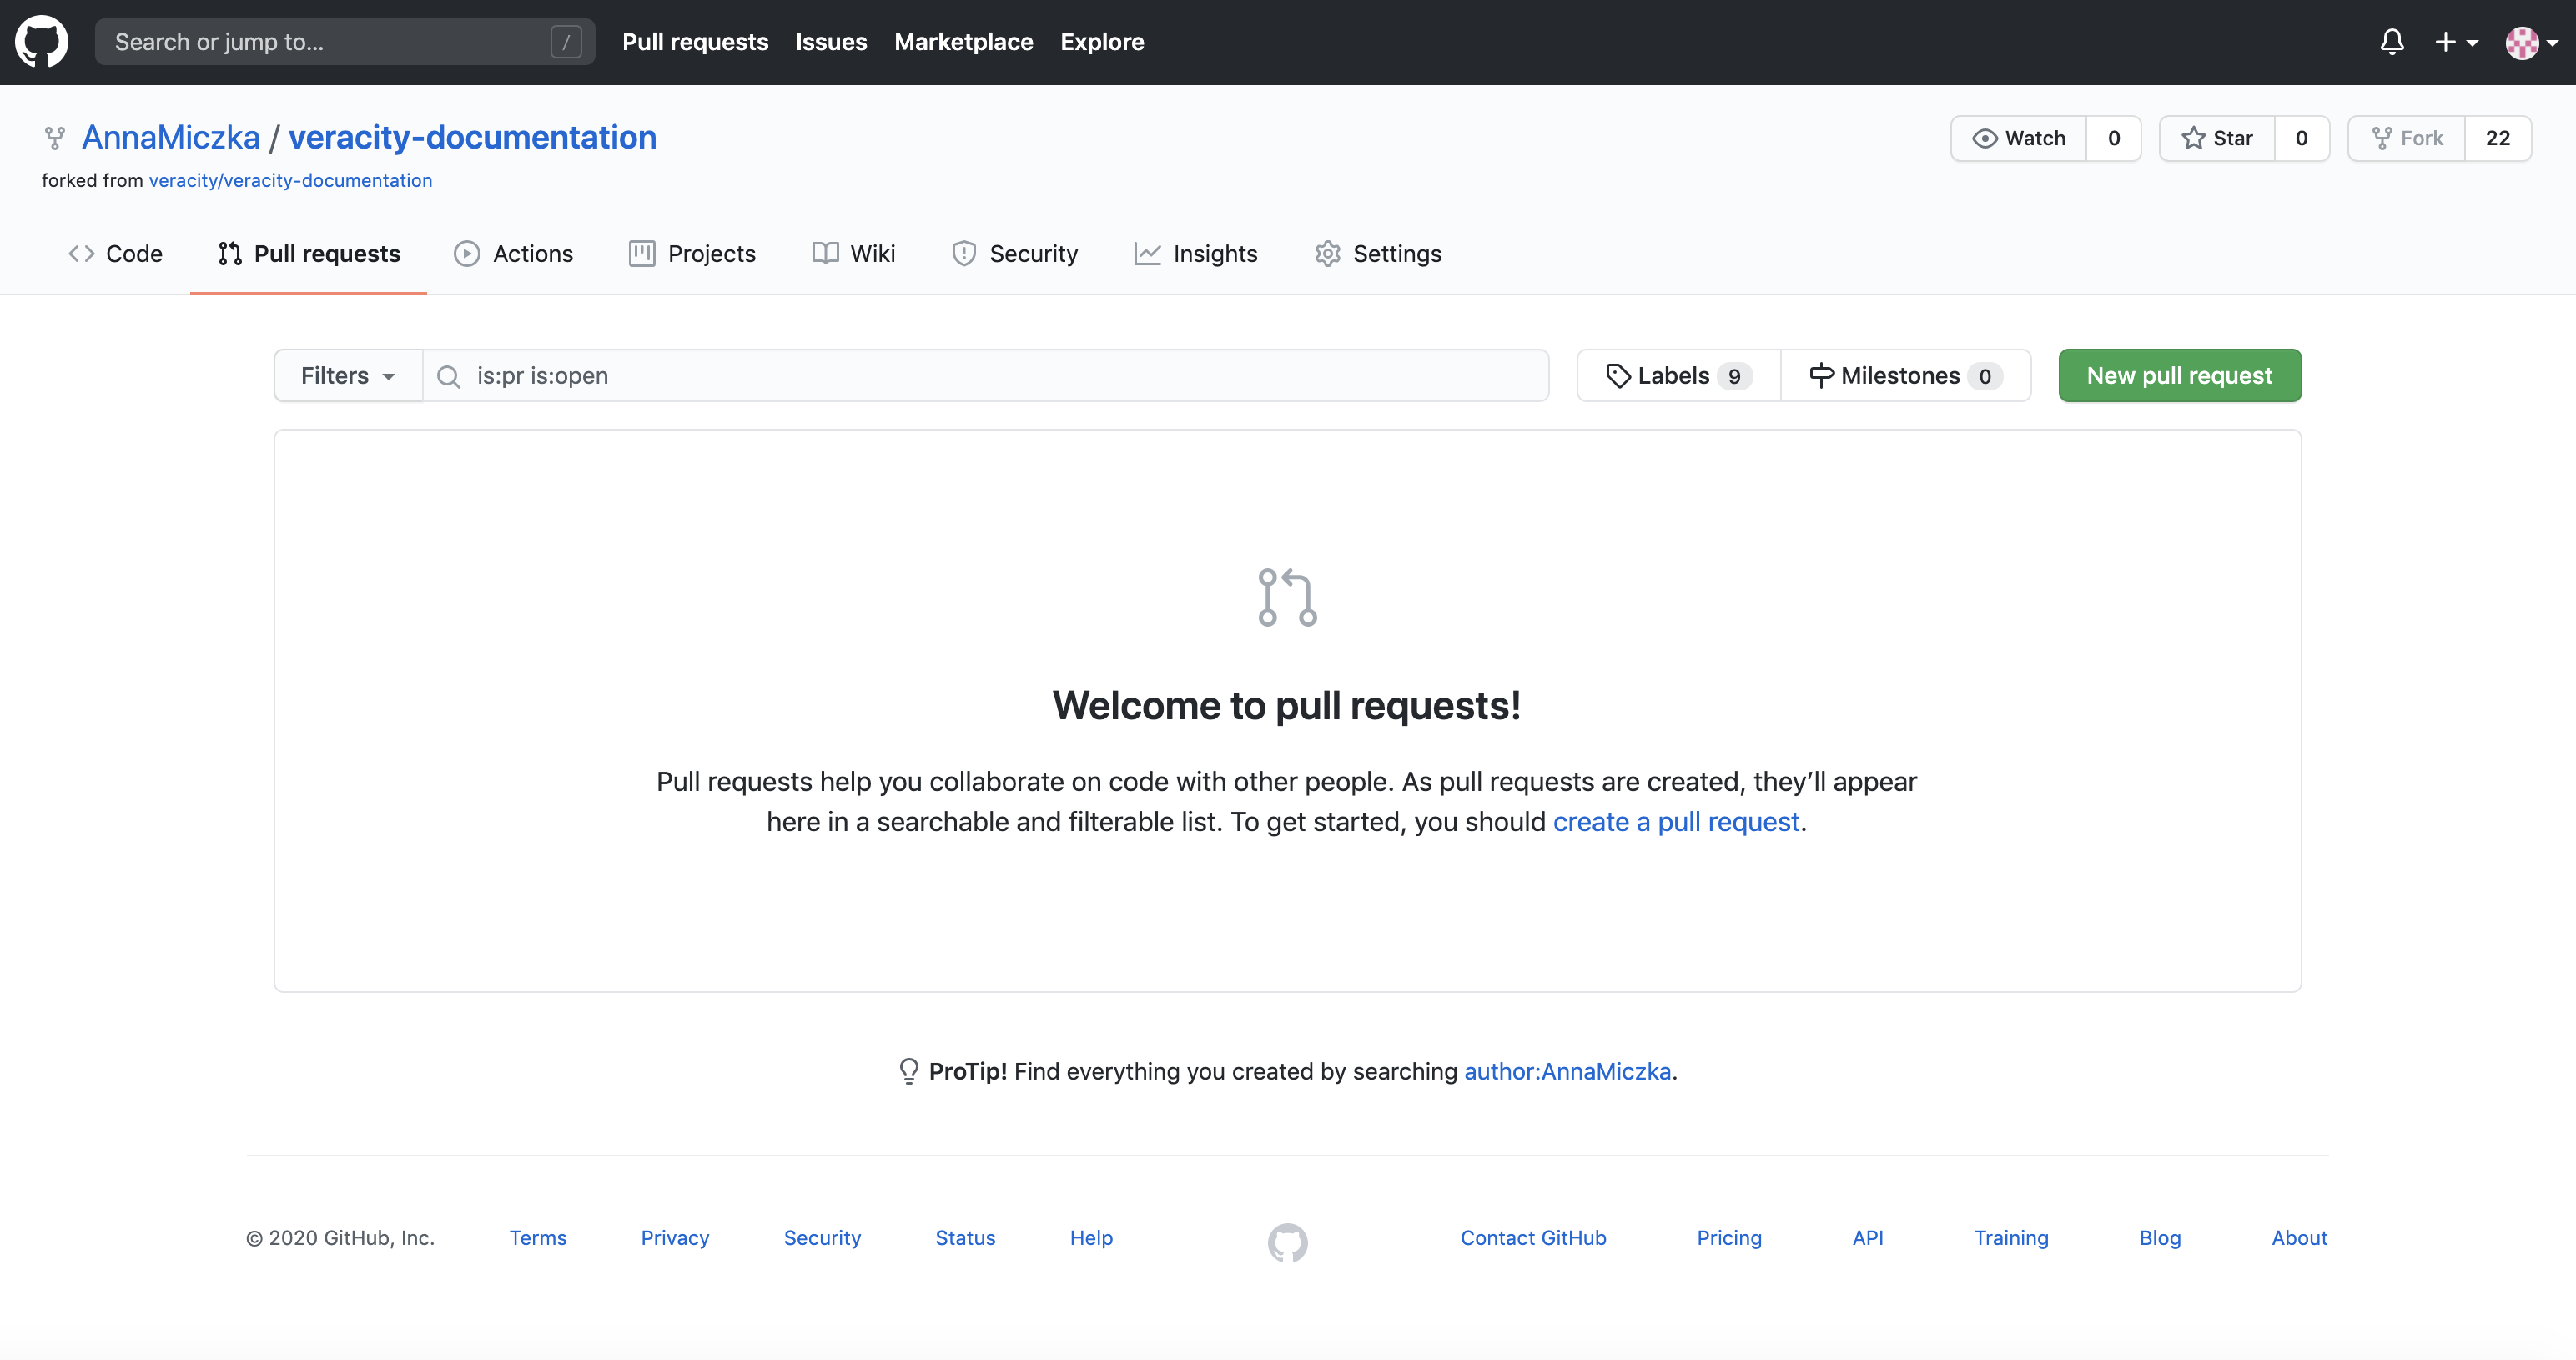 Search or jump to... /
Pull requests Issues Marketplace Explore
AnnaMiczka / veracity-documentation
Watch 0 Star 0 Fork 22
forked from veracity/veracity-documentation
Code Pull requests Actions Projects Wiki Security Insights Settings
Filters is:pr is:open Labels 9 Milestones 0 New pull request
Welcome to pull requests!
Pull requests help you collaborate on code with other people. As pull requests are created, they’ll appear
here in a searchable and filterable list. To get started, you should create a pull request.
ProTip! Find everything you created by searching author:AnnaMiczka.
© 2020 GitHub, Inc. Terms Privacy Security Status Help Contact GitHub Pricing API Training Blog About